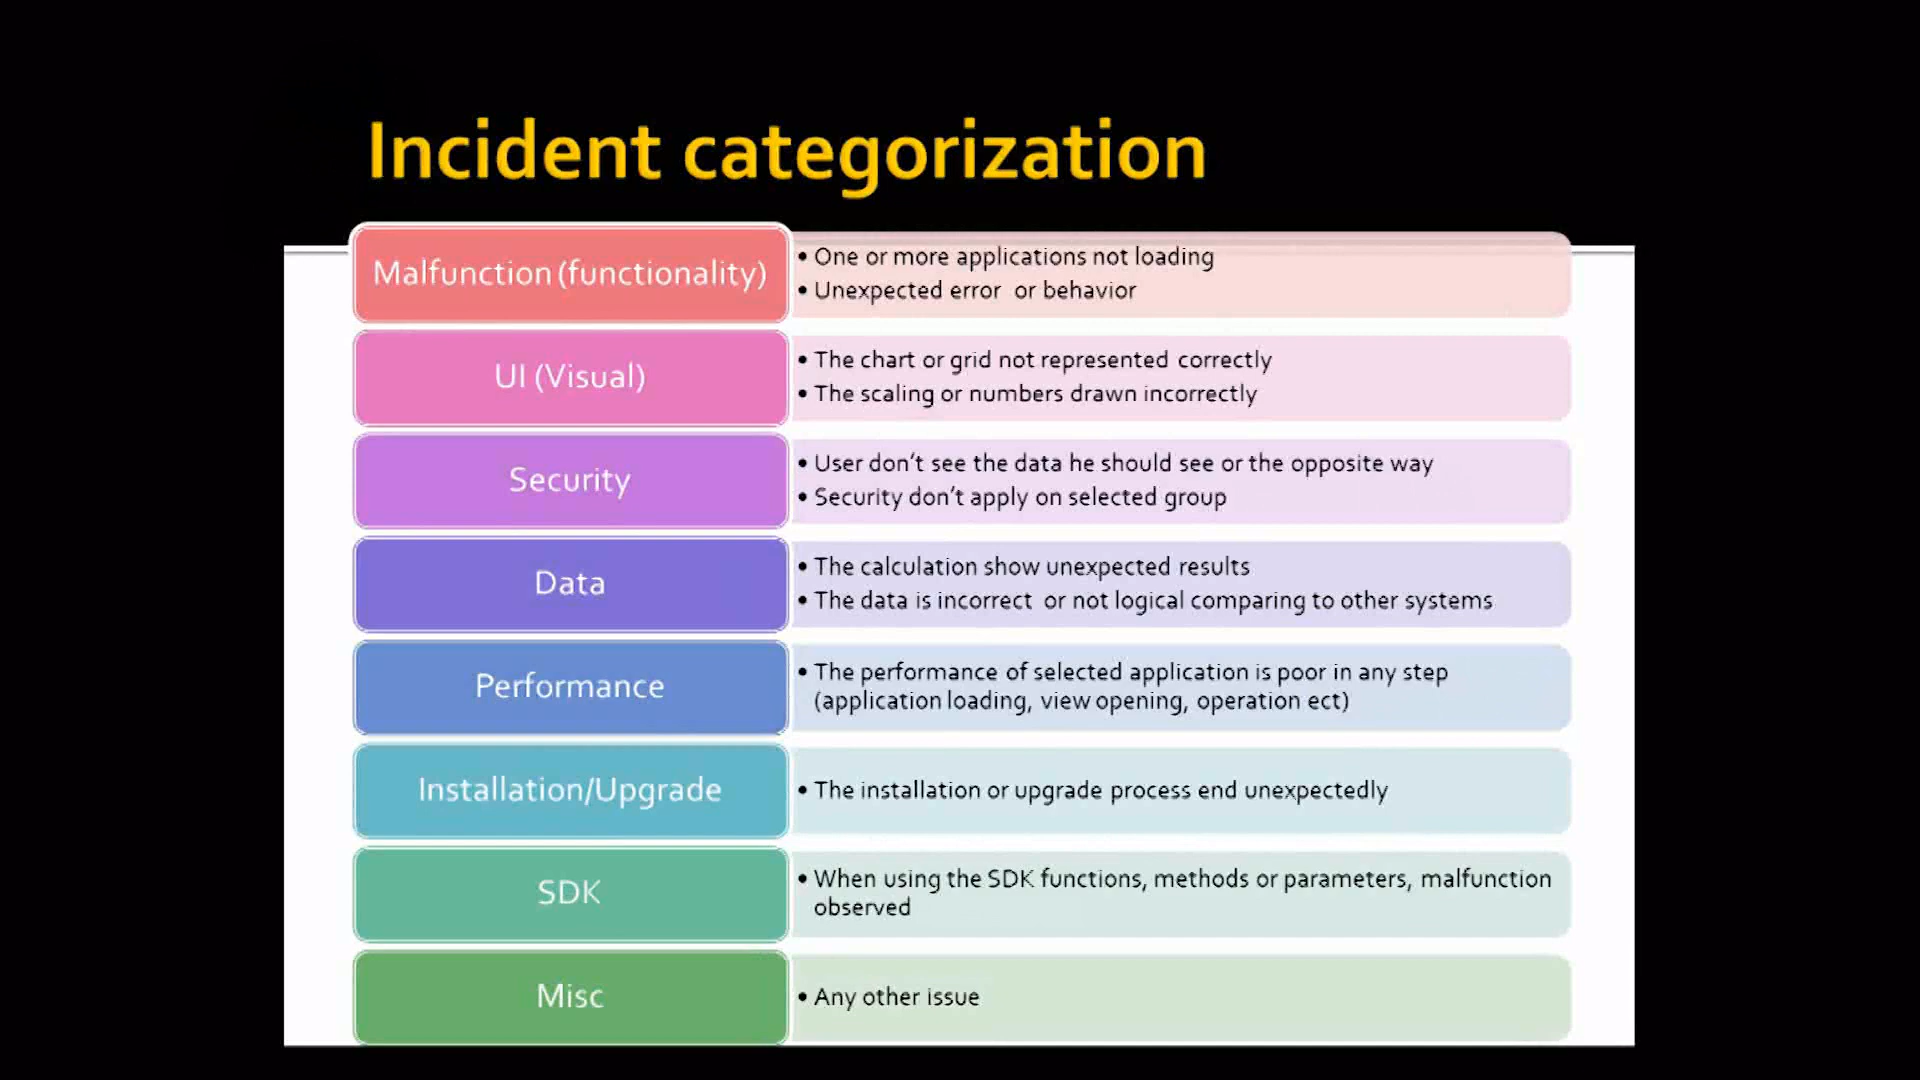 Incident categorization
Malfunction (functionality)
• One or more applications not loading
• Unexpected error  or behavior
UI (Visual)
• The chart or grid not represented correctly
• The scaling or numbers drawn incorrectly
Security
• User don’t see the data he should see or the opposite way
• Security don’t apply on selected group
Data
• The calculation show unexpected results
• The data is incorrect  or not logical comparing to other systems
Performance
• The performance of selected application is poor in any step
(application loading, view opening, operation ect)
Installation/Upgrade
• The installation or upgrade process end unexpectedly
SDK
• When using the SDK functions, methods or parameters, malfunction
observed
Misc
• Any other issue